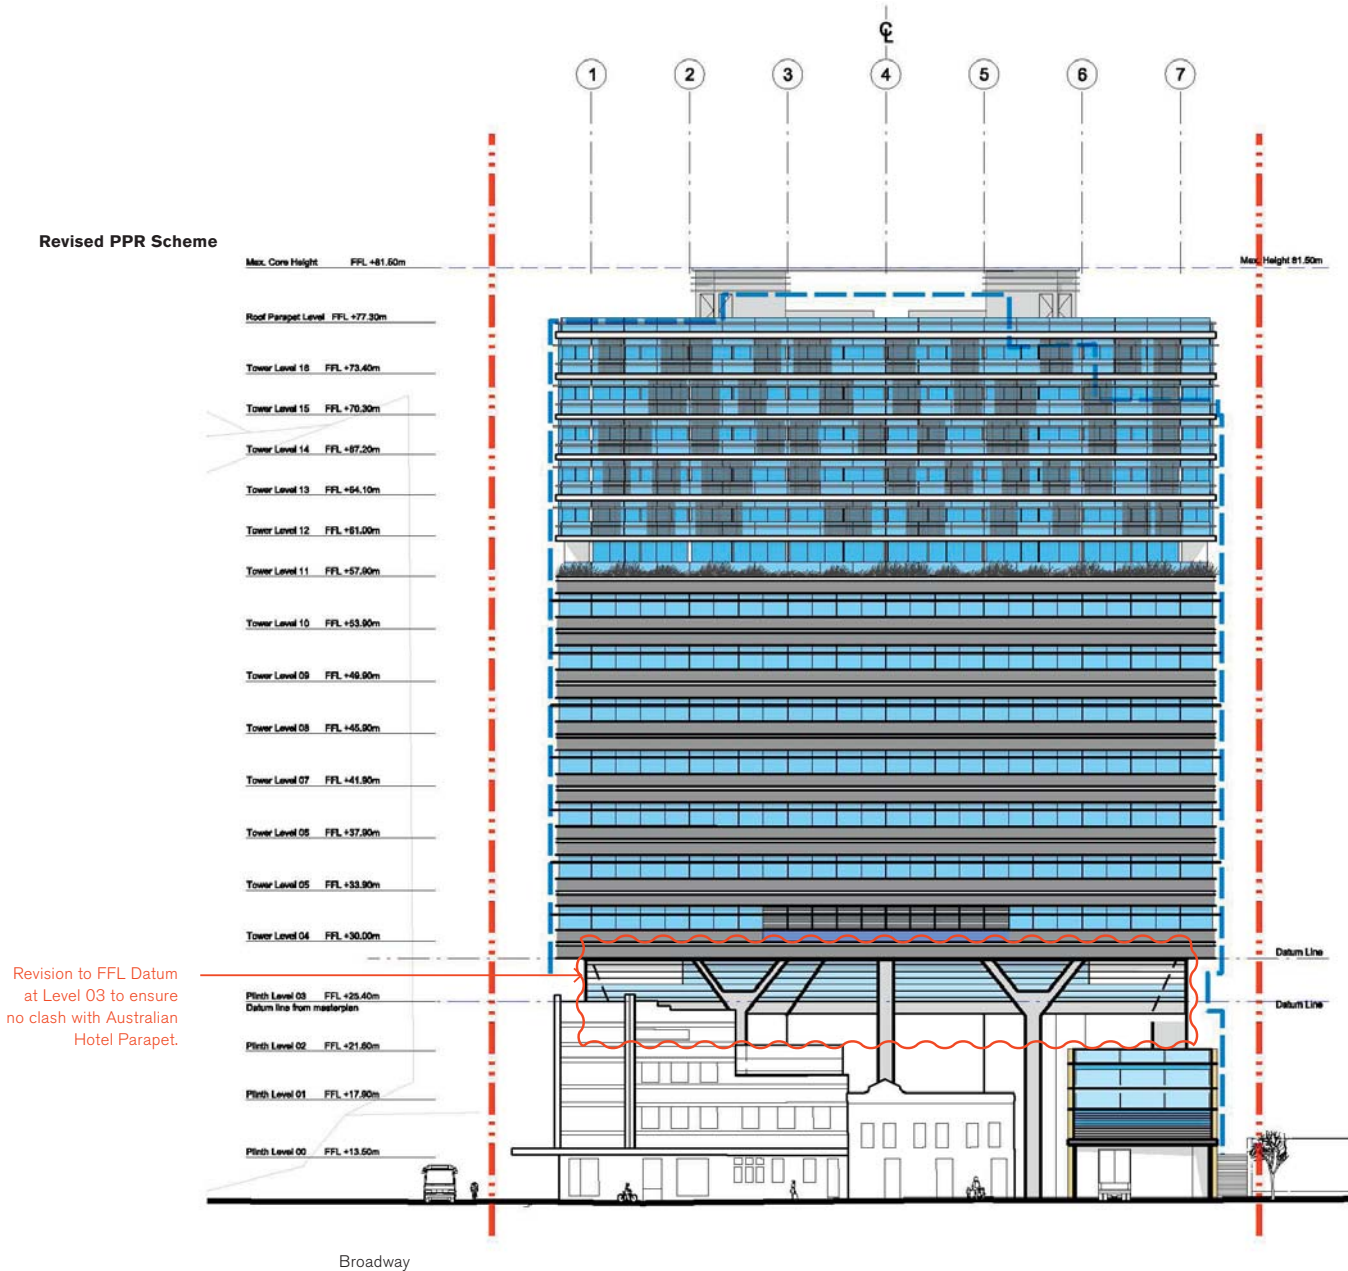 ℄
1 2 3 4 5 6 7
Revised PPR Scheme
Max. Core Height FFL +81.50m
Max. Height 81.50m
Roof Parapet Level FFL +77.30m
Tower Level 16 FFL +73.40m
Tower Level 15 FFL +70.30m
Tower Level 14 FFL +67.20m
Tower Level 13 FFL +64.10m
Tower Level 12 FFL +61.00m
Tower Level 11 FFL +57.90m
Tower Level 10 FFL +53.90m
Tower Level 09 FFL +49.90m
Tower Level 08 FFL +45.90m
Tower Level 07 FFL +41.90m
Tower Level 06 FFL +37.90m
Tower Level 05 FFL +33.90m
Tower Level 04 FFL +30.00m
Datum Line
Revision to FFL Datum
at Level 03 to ensure
no clash with Australian
Hotel Parapet.
Plinth Level 03 FFL +25.40m
Datum line from masterplan
Datum Line
Plinth Level 02 FFL +21.60m
Plinth Level 01 FFL +17.90m
Plinth Level 00 FFL +13.50m
Broadway